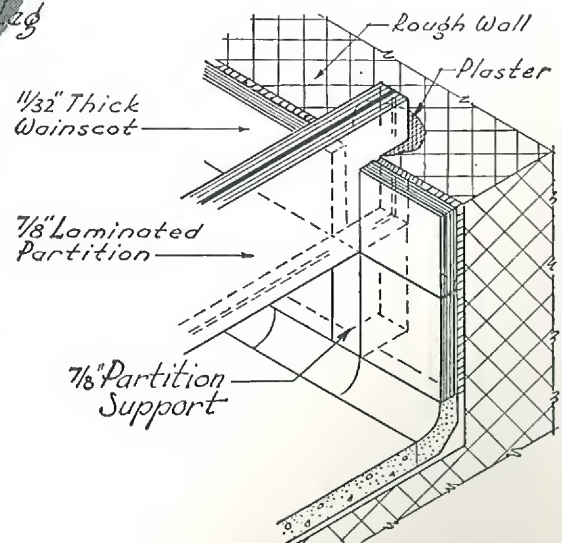 Rough Wall
Plaster
11/32" Thick
Wainscot
7/8" Laminated
Partition
7/8" Partition
Support